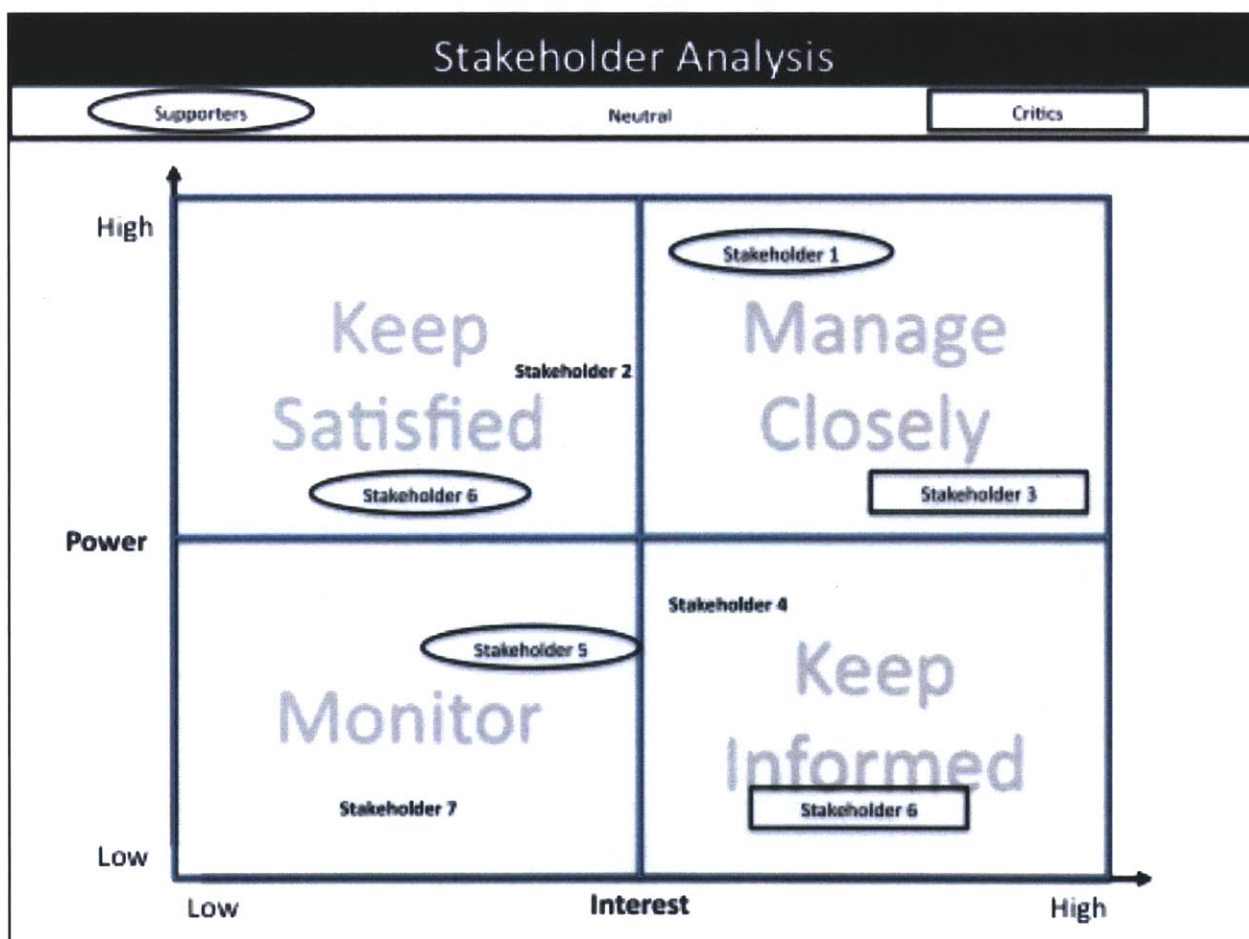 Stakeholder Analysis
Supporters Neutral Critics
High
Stakeholder 1
Keep
Satisfied
Manage
Closely
Stakeholder 2
Stakeholder 6
Stakeholder 3
Power
Stakeholder 4
Stakeholder 5
Monitor
Keep
Informed
Stakeholder 7
Stakeholder 6
Low
Low
Interest
High